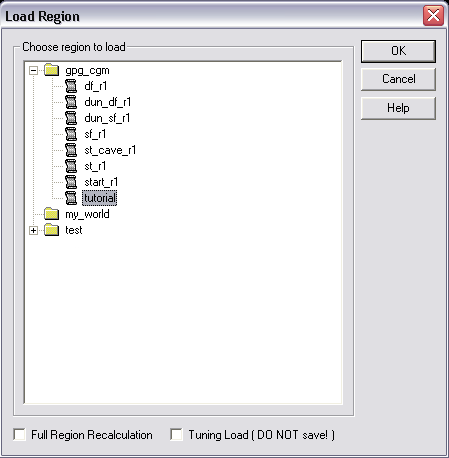 Load Region
Choose region to load
OK
gpg_cgm
Cancel
df_r1
dun_df_r1
Help
dun_sf_r1
sf_r1
st_cave_r1
st_r1
start_r1
tutorial
my_world
test
Full Region Recalculation
Tuning Load ( DO NOT save! )